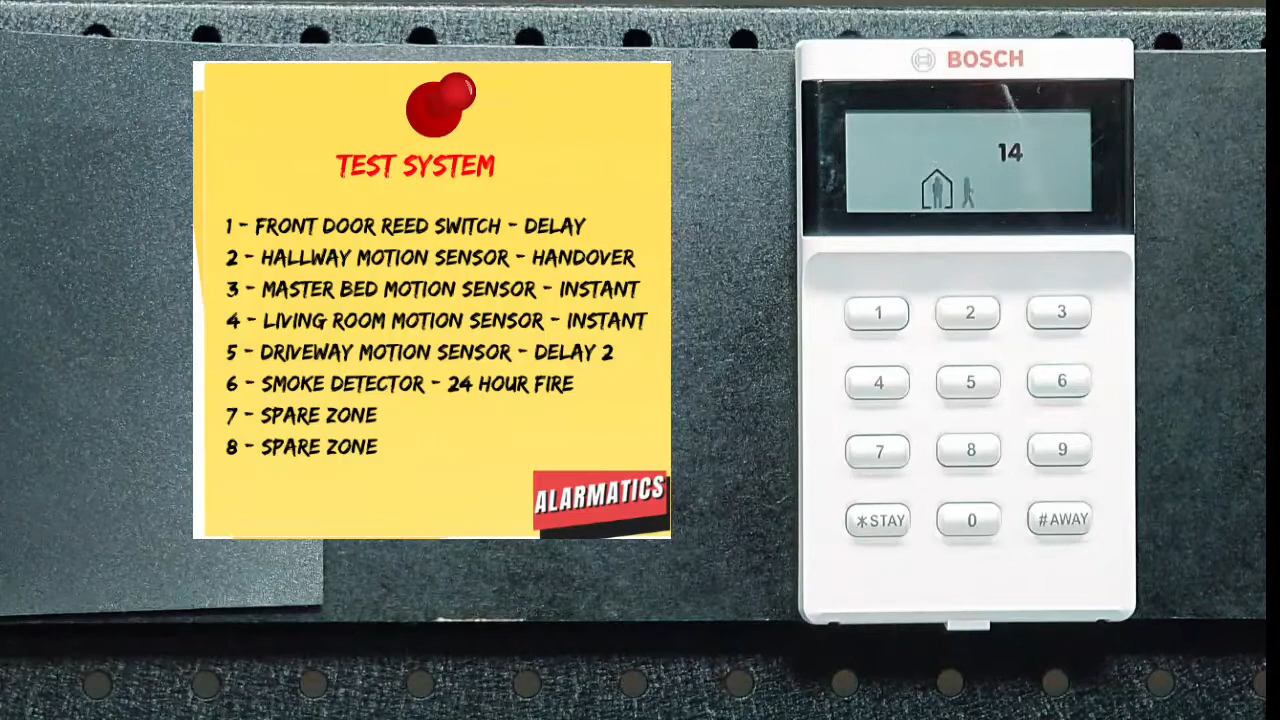 TEST SYSTEM
1 - FRONT DOOR REED SWITCH - DELAY
2 - HALLWAY MOTION SENSOR - HANDOVER
3 - MASTER BED MOTION SENSOR - INSTANT
4 - LIVING ROOM MOTION SENSOR - INSTANT
5 - DRIVEWAY MOTION SENSOR - DELAY 2
6 - SMOKE DETECTOR - 24 HOUR FIRE
7 - SPARE ZONE
8 - SPARE ZONE
ALARMATICS
BOSCH
14
1 2 3
4 5 6
7 8 9
*STAY 0 #AWAY